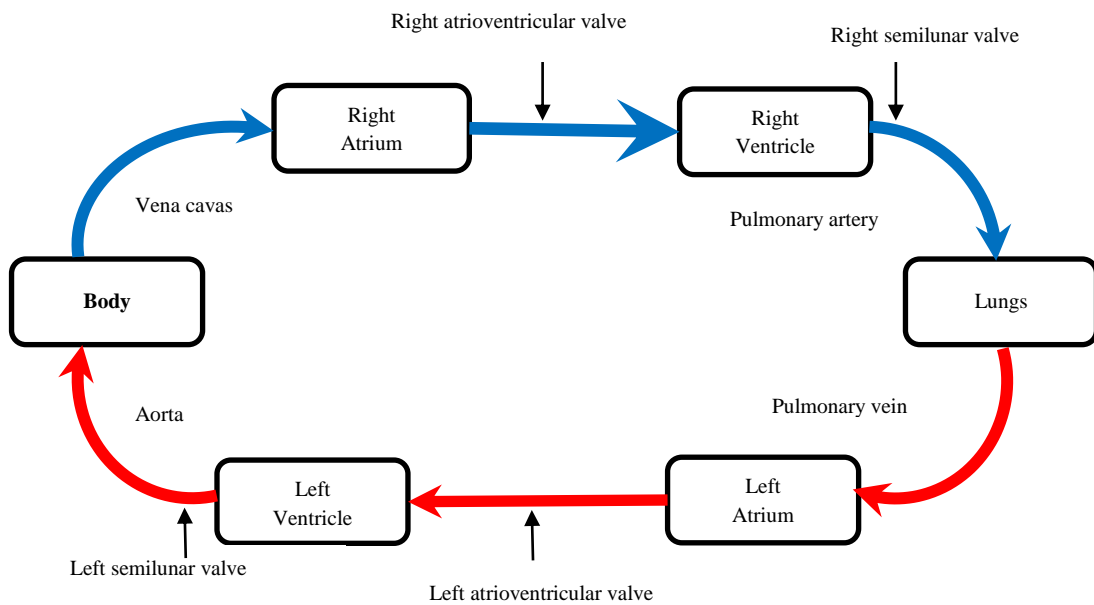 Right atrioventricular valve
Right semilunar valve
Right
Atrium
Right
Ventricle
Vena cavas
Pulmonary artery
Body
Lungs
Aorta
Pulmonary vein
Left
Ventricle
Left
Atrium
Left semilunar valve
Left atrioventricular valve